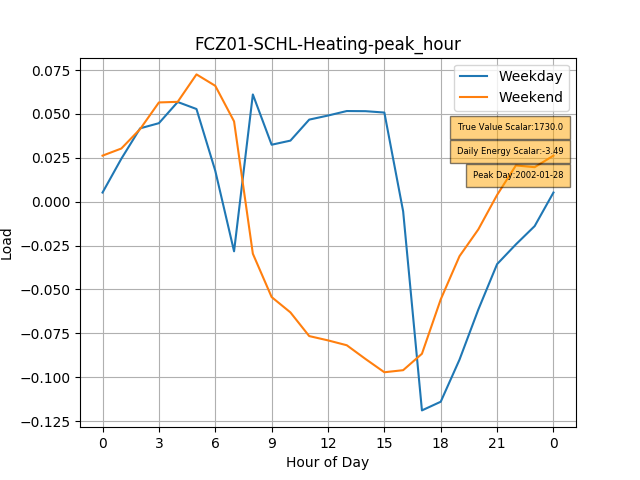 FCZ01-SCHL-Heating-peak_hour
Weekday
Weekend
True Value Scalar:1730.0
Daily Energy Scalar:-3.49
Peak Day:2002-01-28
Load
0.075
0.050
0.025
0.000
−0.025
−0.050
−0.075
−0.100
−0.125
0 3 6 9 12 15 18 21 0
Hour of Day